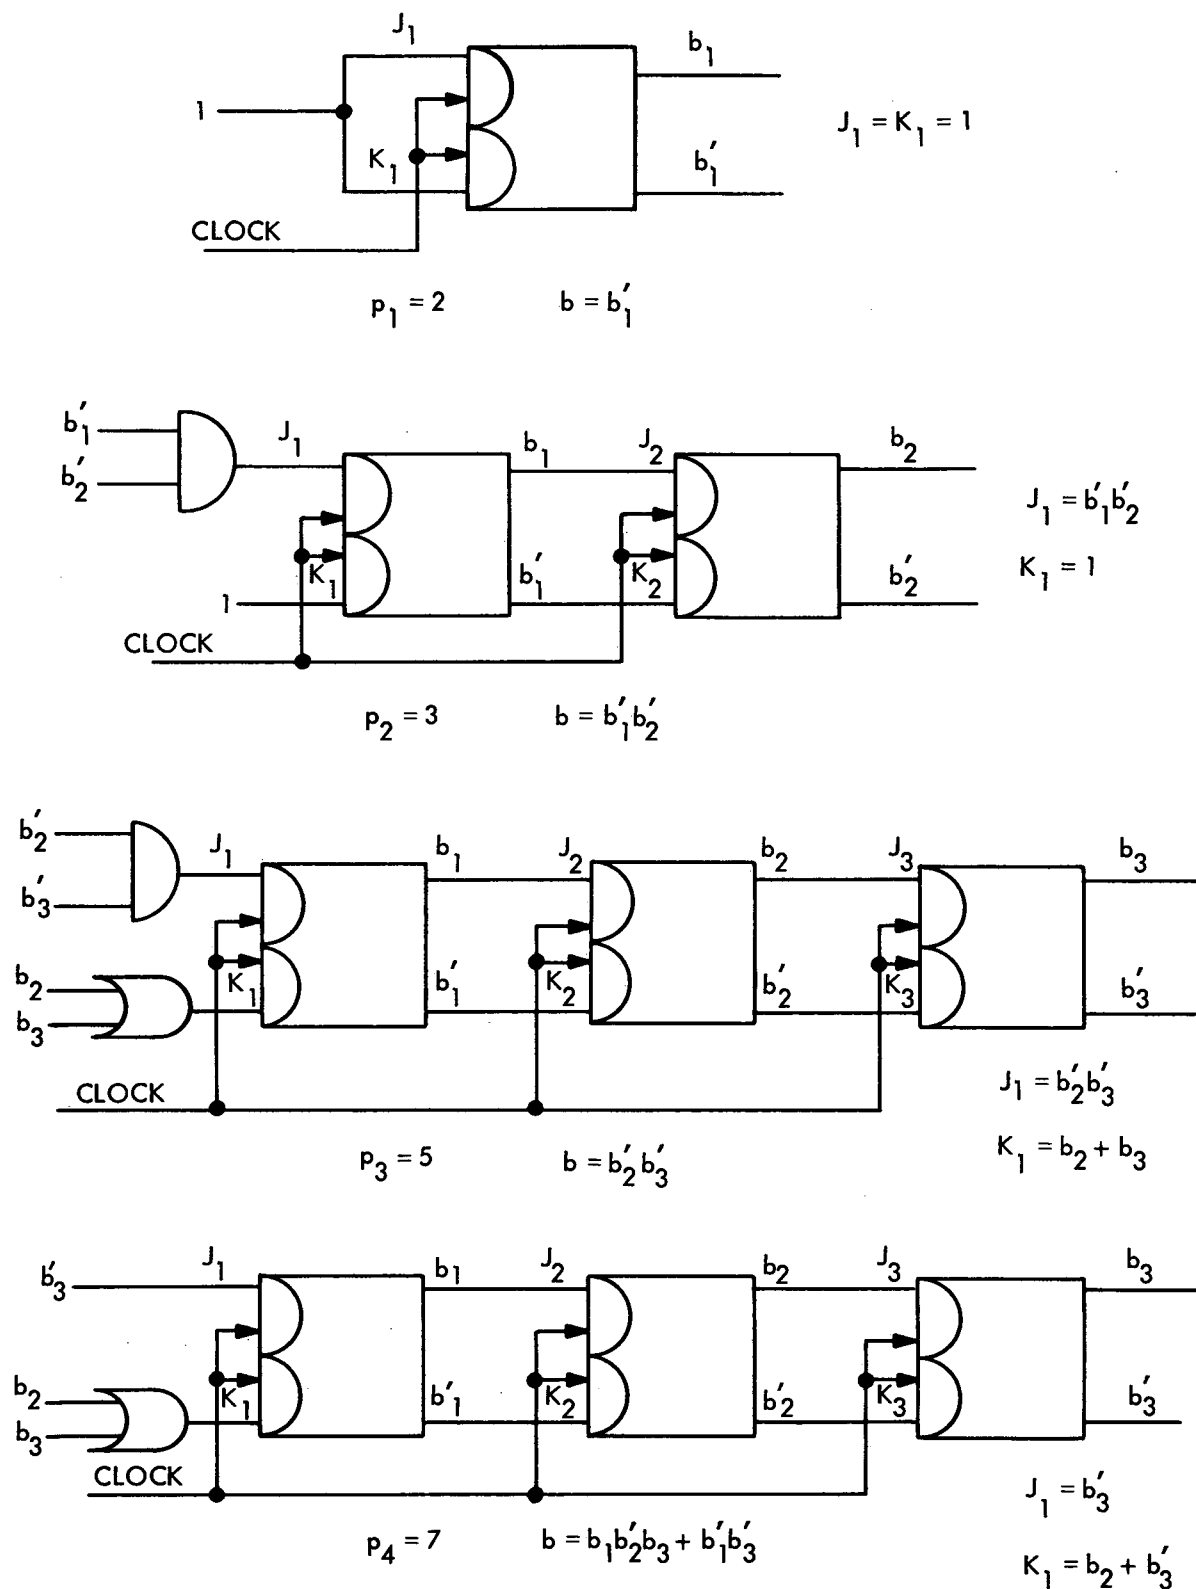 J₁
b₁
1
J₁ = K₁ = 1
K₁
b₁′
CLOCK
p₁ = 2 b = b₁′
b₁′
J₁
b₁
J₂
b₂
b₂′
J₁ = b₁′b₂′
K₁
b₁′
K₂
b₂′
K₁ = 1
1
CLOCK
p₂ = 3 b = b₁′b₂′
b₂′
J₁
b₁
J₂
b₂
J₃
b₃
b₃′
b₂
K₁
b₁′
K₂
b₂′
K₃
b₃′
b₃
CLOCK
J₁ = b₂′b₃′
p₃ = 5 b = b₂′b₃′
K₁ = b₂ + b₃
b₃′
J₁
b₁
J₂
b₂
J₃
b₃
b₂
K₁
b′₁
K₂
b′₂
K₃
b₃′
b₃
CLOCK
J₁ = b₃′
p₄ = 7 b = b₁b₂′b₃ + b₁′b₃′
K₁ = b₂ + b₃′